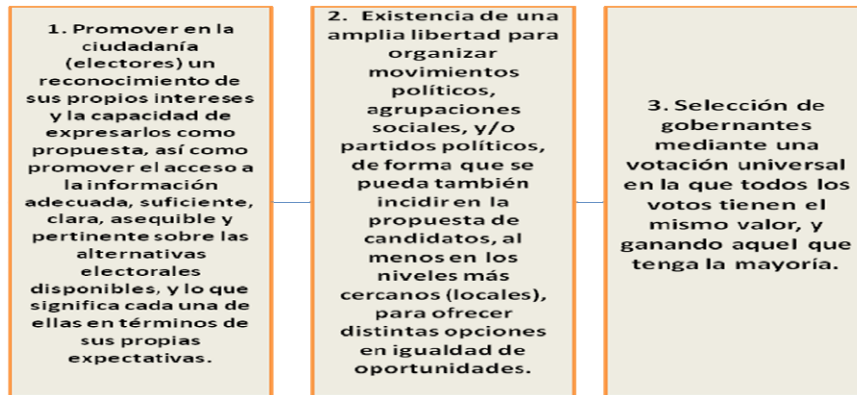 1. Promover en la
ciudadanía
(electores) un
reconocimiento de
sus propios intereses
y la capacidad de
expresarlos como
propuesta, así como
promover el acceso a
la información
adecuada, suficiente,
clara, asequible y
pertinente sobre las
alternativas
electorales
disponibles, y lo que
significa cada una de
ellas en términos de
sus propias
expectativas.
2. Existencia de una
amplia libertad para
organizar
movimientos
políticos,
agrupaciones
sociales, y/o
partidos políticos,
de forma que se
pueda también
incidir en la
propuesta de
candidatos, al
menos en los
niveles más
cercanos (locales),
para ofrecer
distintas opciones
en igualdad de
oportunidades.
3. Selección de
gobernantes
mediante una
votación universal
en la que todos los
votos tienen el
mismo valor, y
ganando aquel que
tenga la mayoría.